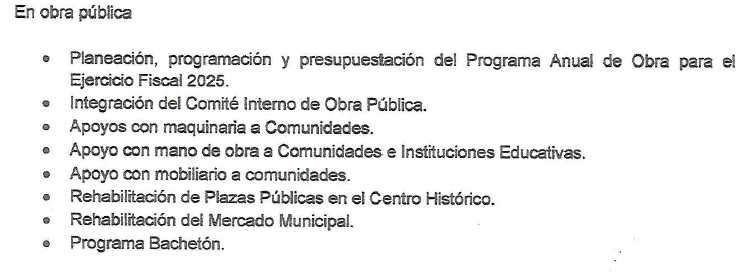 En obra pública
• Planeación, programación y presupuestación del Programa Anual de Obra para el
Ejercicio Fiscal 2025.
• Integración del Comité Interno de Obra Pública.
• Apoyos con maquinaria a Comunidades.
• Apoyo con mano de obra a Comunidades e Instituciones Educativas.
• Apoyo con mobiliario a comunidades.
• Rehabilitación de Plazas Públicas en el Centro Histórico.
• Rehabilitación del Mercado Municipal.
• Programa Bachetón.